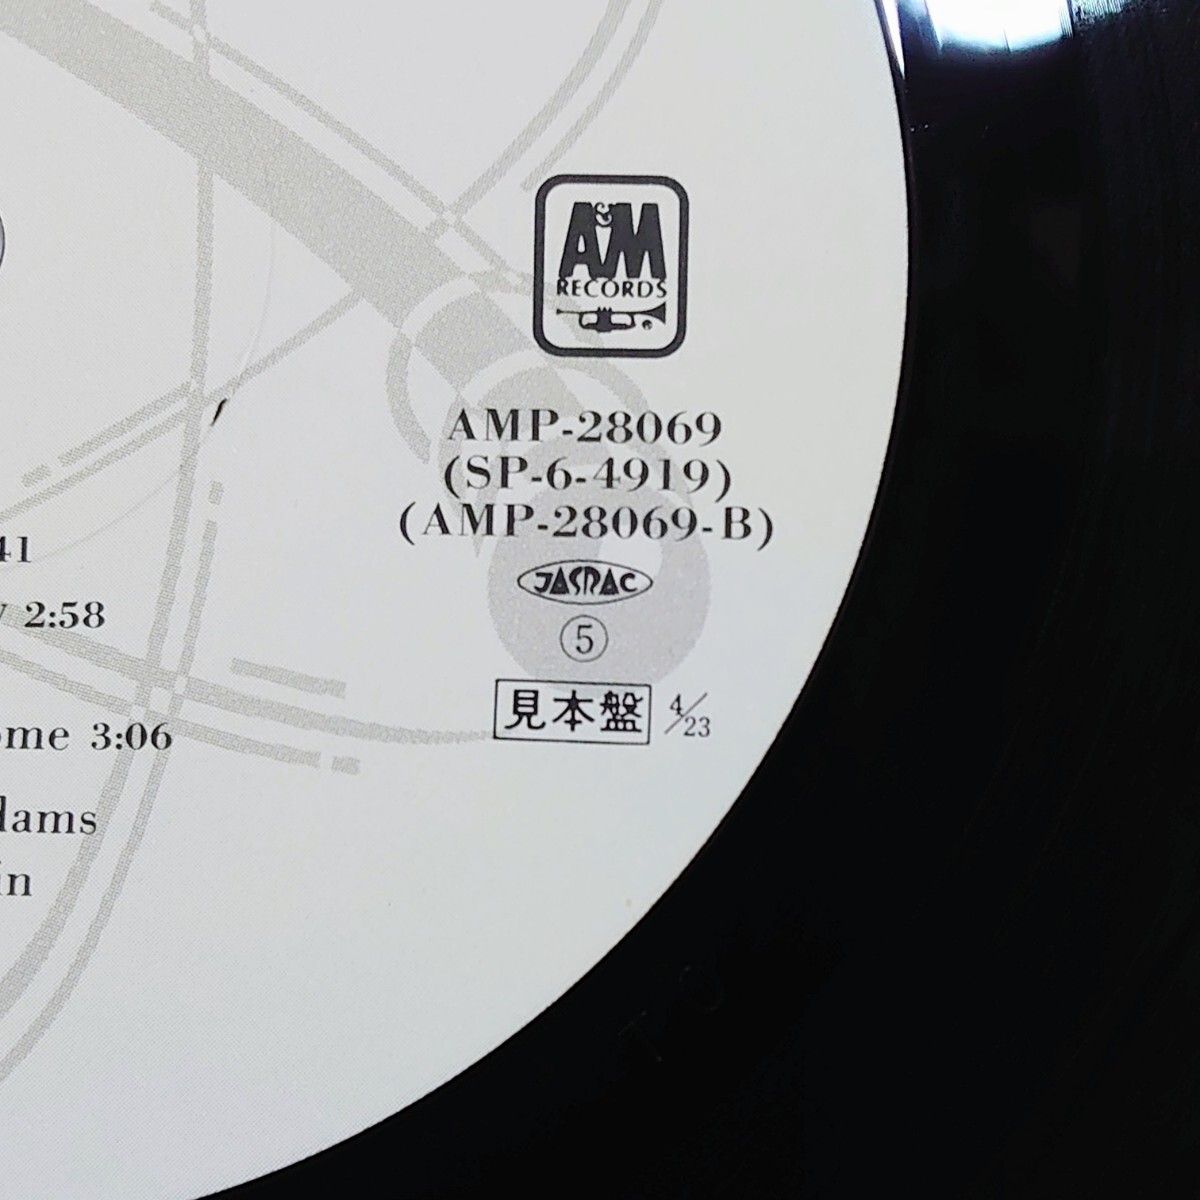 A&M
RECORDS
AMP-28069
(SP-6-4919)
(AMP-28069-B)
JASRAC
⑤
見本盤 4/23
41
y 2:58
ome 3:06
dams
in